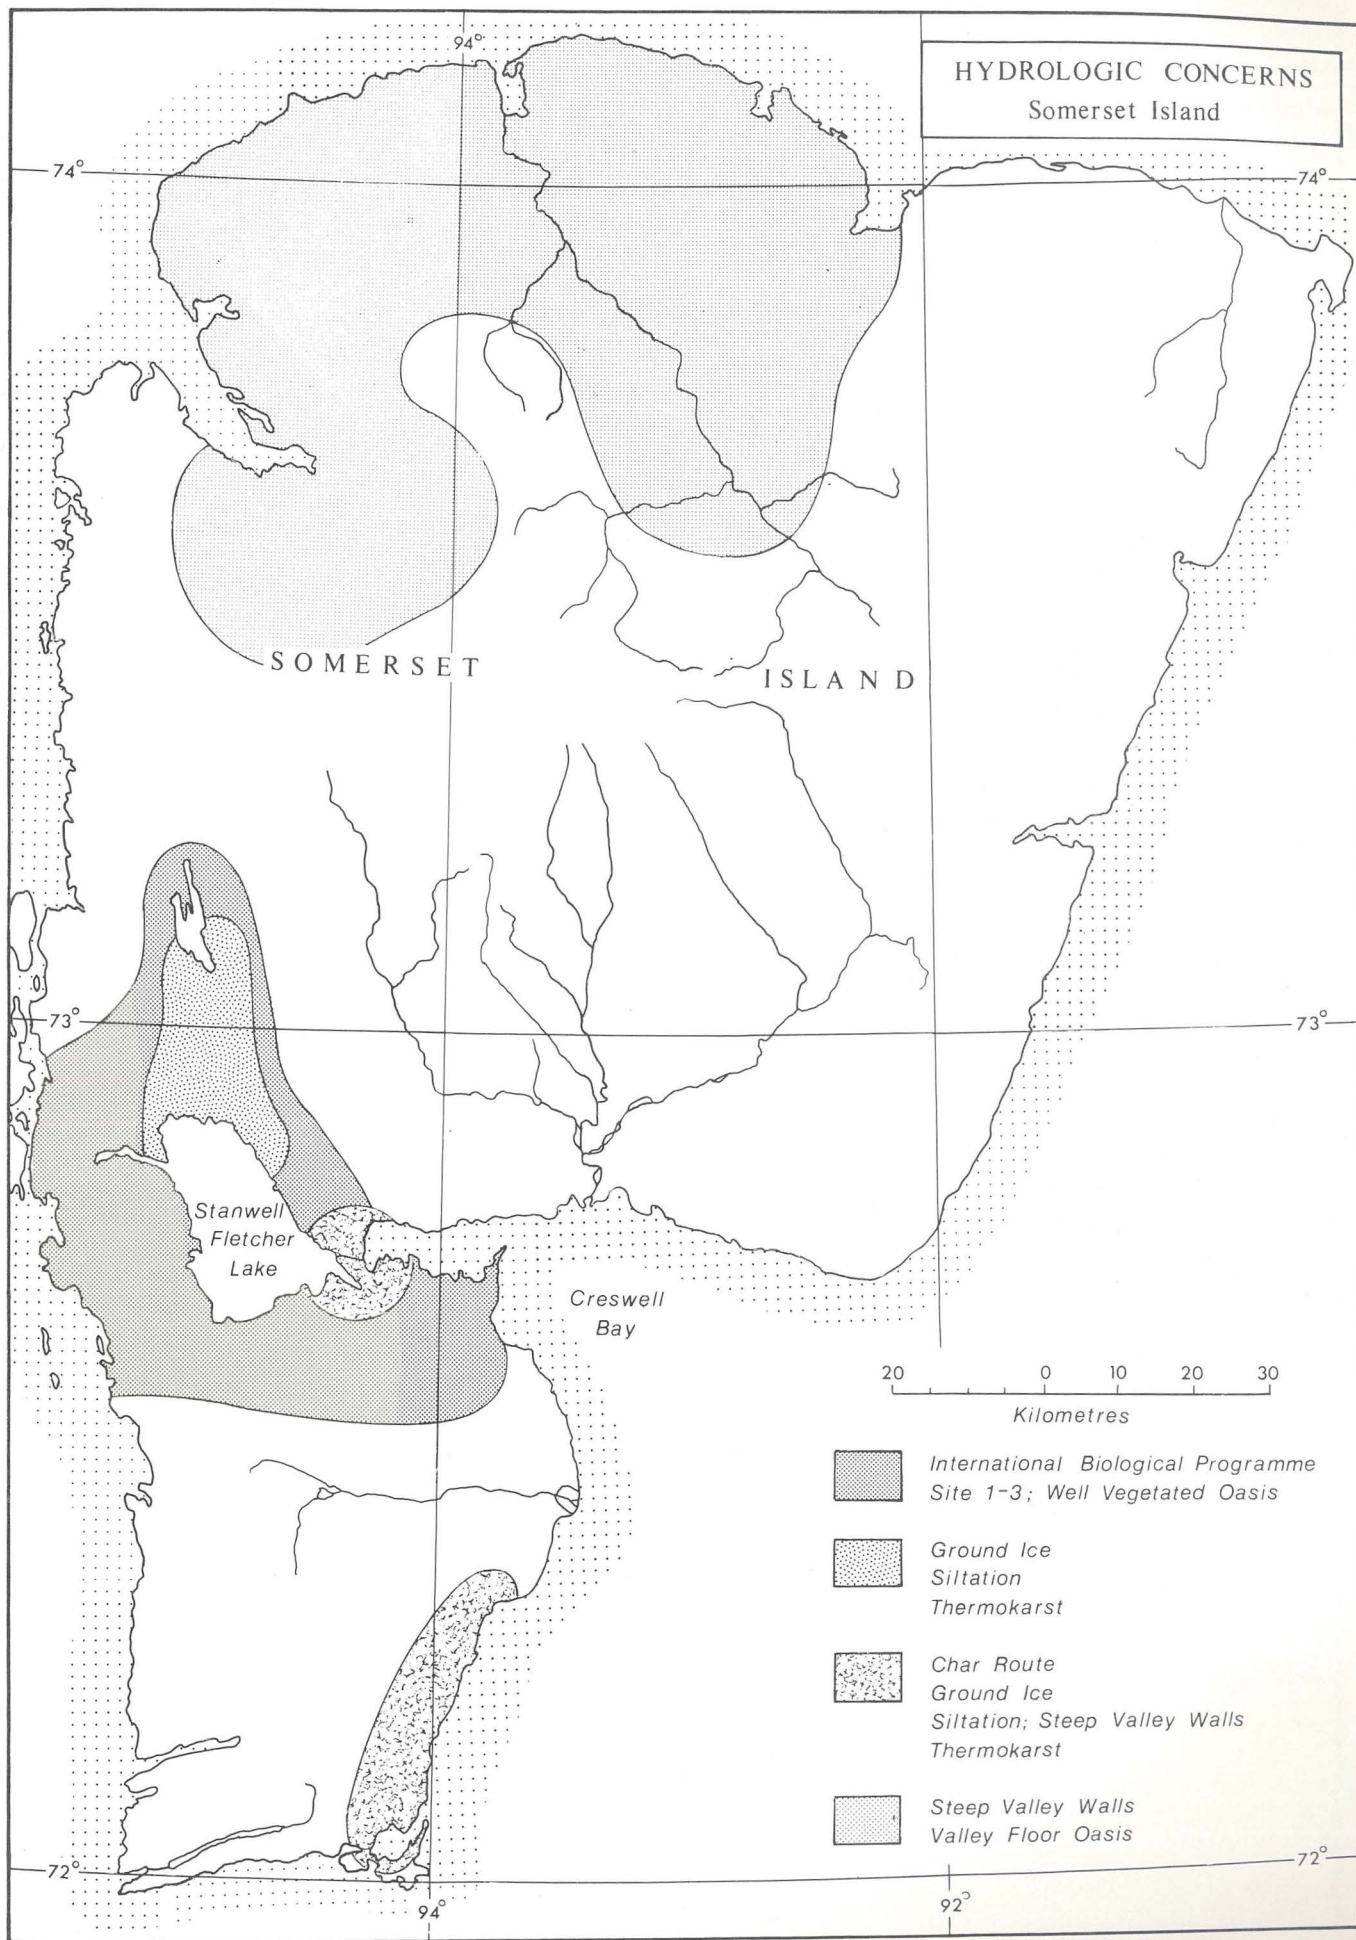 94°
HYDROLOGIC CONCERNS
Somerset Island
74°
74°
SOMERSET
ISLAND
73°
73°
Stanwell
Fletcher
Lake
Creswell
Bay
20 0 10 20 30
Kilometres
International Biological Programme
Site 1-3; Well Vegetated Oasis
Ground Ice
Siltation
Thermokarst
Char Route
Ground Ice
Siltation; Steep Valley Walls
Thermokarst
Steep Valley Walls
Valley Floor Oasis
72°
72°
94°
92°